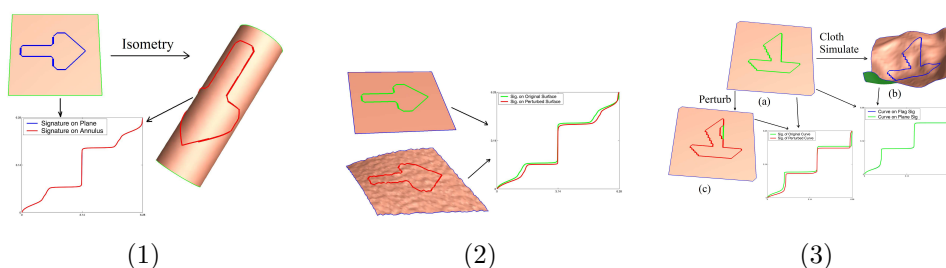 Isometry
Signature on Plane
Signature on Annulus
(1)
Sig. on Original Surface
Sig. on Perturbed Surface
(2)
Cloth
Simulate
(a)
(b)
Perturb
Curve on Flag Sig
Curve on Plane Sig
Sig. of Original Curve
Sig. of Perturbed Curve
(c)
(3)